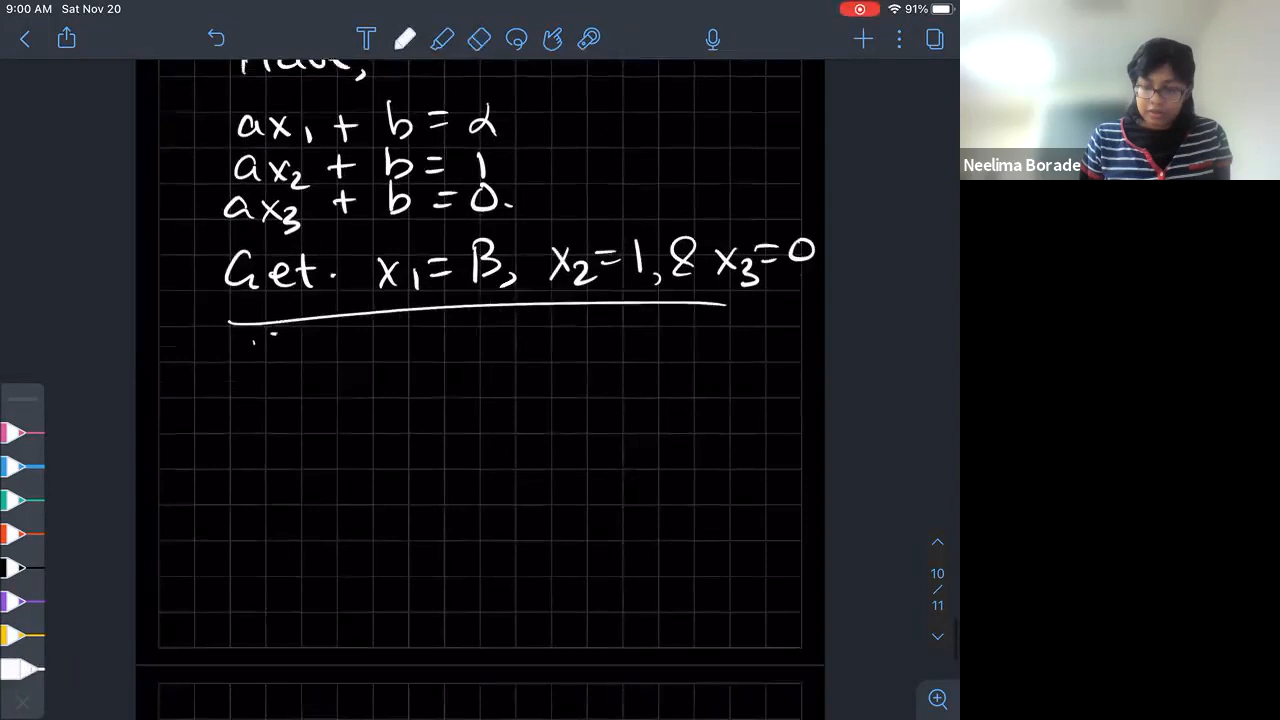 9:00 AM Sat Nov 20
91%
Have,
ax₁ + b = α
ax₂ + b = 1
ax₃ + b = 0.
Get. x₁ = B, x₂ = 1, & x₃ = 0
Neelima Borade
10
/
11